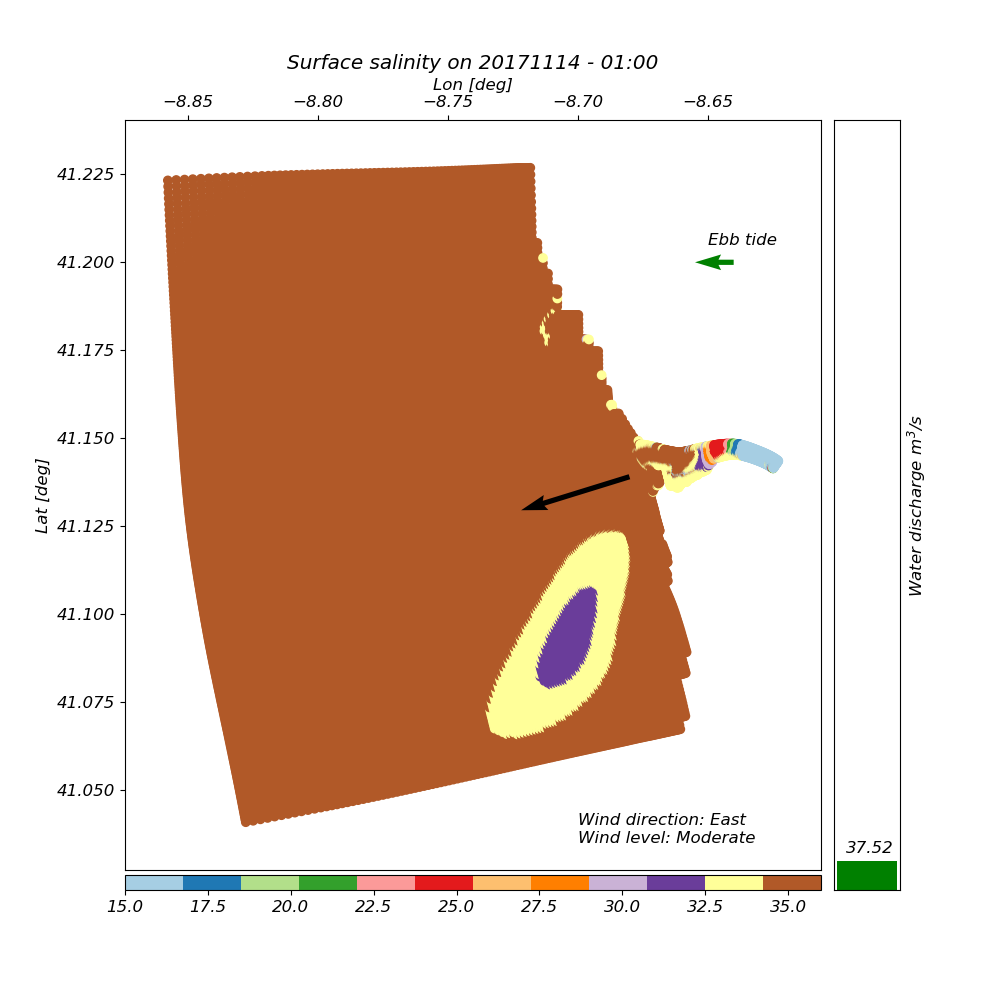 Surface salinity on 20171114 - 01:00
Lon [deg]
−8.85 −8.80 −8.75 −8.70 −8.65
41.225
41.200
41.175
41.150
41.125
41.100
41.075
41.050
Lat [deg]
Ebb tide
Wind direction: East
Wind level: Moderate
37.52
Water discharge m³/s
15.0 17.5 20.0 22.5 25.0 27.5 30.0 32.5 35.0